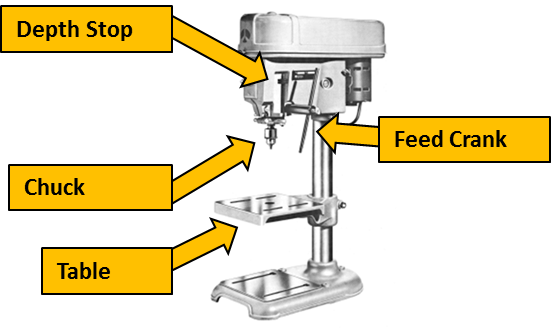 Depth Stop
Feed Crank
Chuck
Table